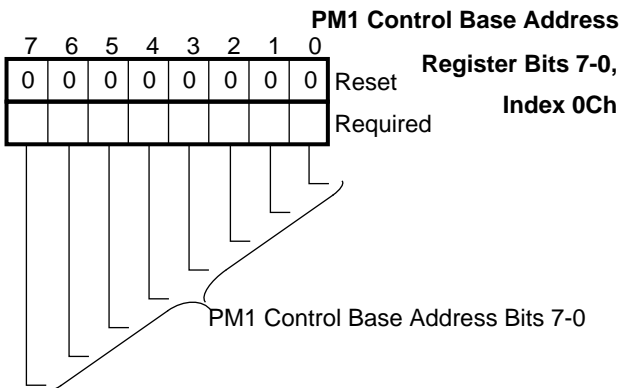 PM1 Control Base Address
Register Bits 7-0,
Index 0Ch
7 6 5 4 3 2 1 0
0 0 0 0 0 0 0 0 Reset
Required
PM1 Control Base Address Bits 7-0